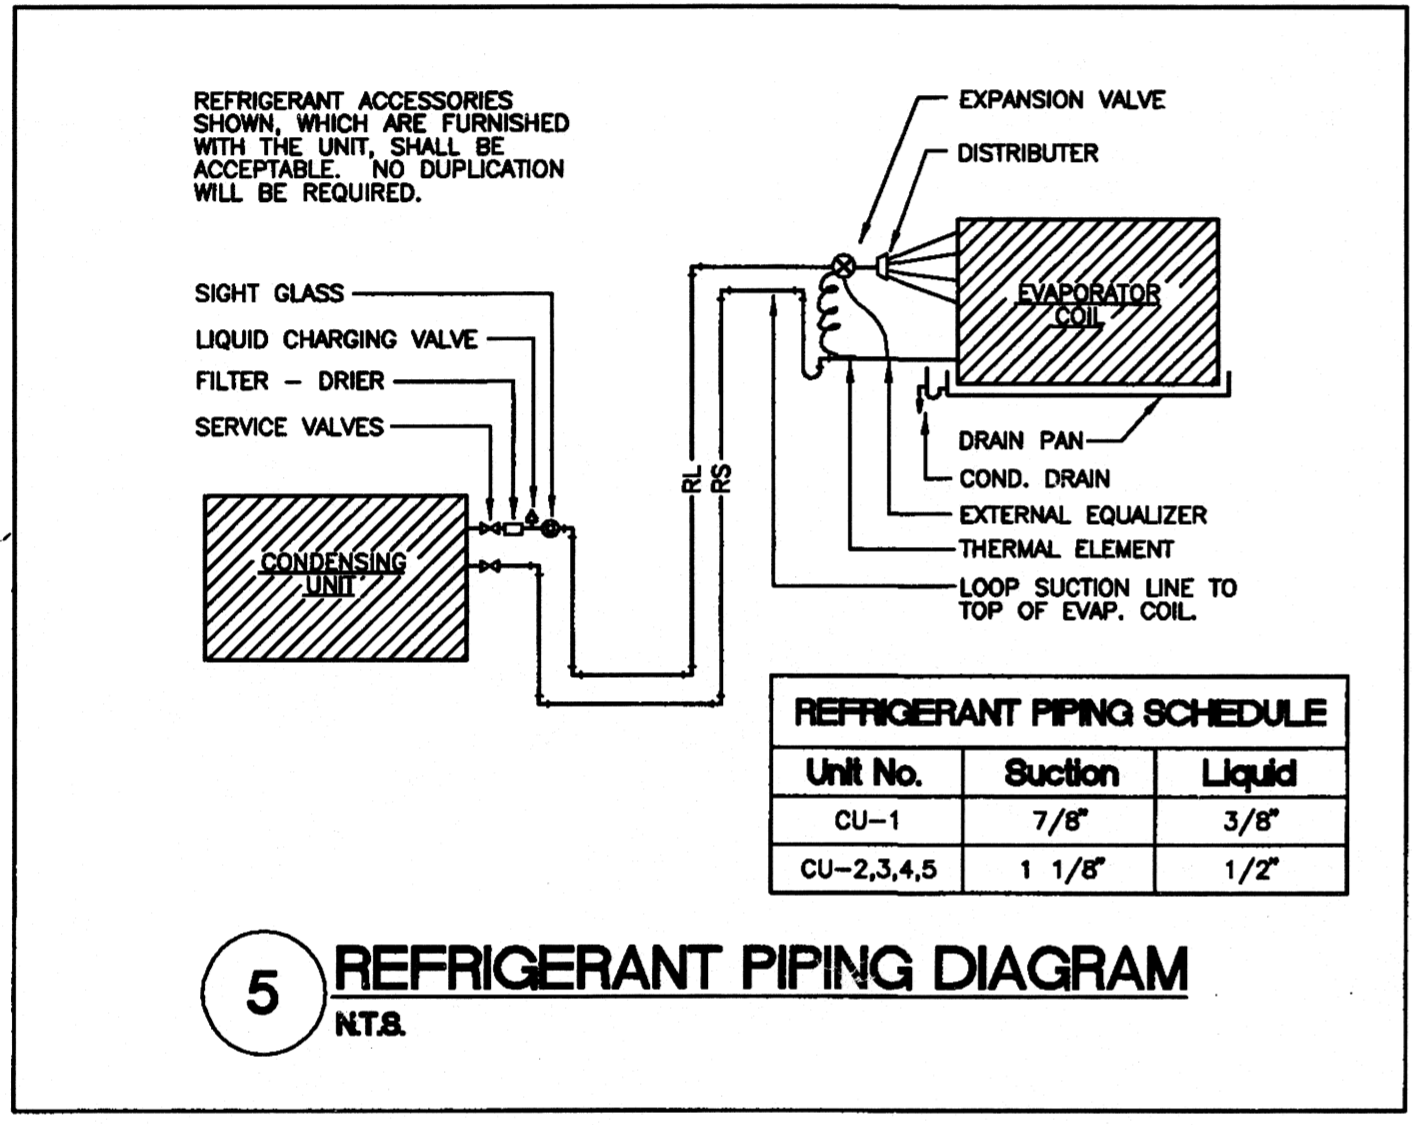 REFRIGERANT ACCESSORIES
SHOWN, WHICH ARE FURNISHED
WITH THE UNIT, SHALL BE
ACCEPTABLE. NO DUPLICATION
WILL BE REQUIRED.
EXPANSION VALVE
DISTRIBUTER
EVAPORATOR
COIL
SIGHT GLASS
LIQUID CHARGING VALVE
FILTER - DRIER
SERVICE VALVES
CONDENSING
UNIT
RL
RS
DRAIN PAN
COND. DRAIN
EXTERNAL EQUALIZER
THERMAL ELEMENT
LOOP SUCTION LINE TO
TOP OF EVAP. COIL.
REFRIGERANT PIPING SCHEDULE
Unit No. Suction Liquid
CU-1 7/8" 3/8"
CU-2,3,4,5 1 1/8" 1/2"
5 REFRIGERANT PIPING DIAGRAM
N.T.S.